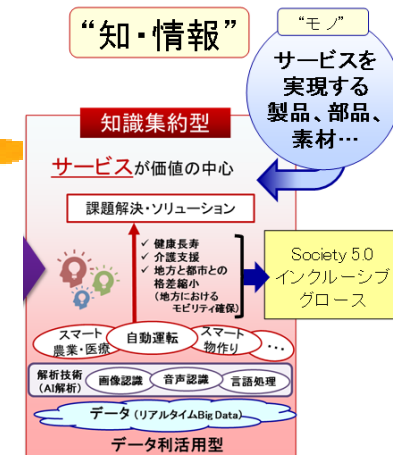 “知・情報”
“モノ”
サービスを
実現する
製品、部品、
素材…
知識集約型
サービスが価値の中心
課題解決・ソリューション
✓ 健康長寿
✓ 介護支援
✓ 地方と都市との
格差縮小
（地方における
モビリティ確保）
Society 5.0
インクルーシブ
グロース
スマート
農業・医療
自動運転
スマート
物作り
・・・
解析技術
（AI解析）
画像認識
音声認識
言語処理
データ（リアルタイムBig Data）
データ利活用型